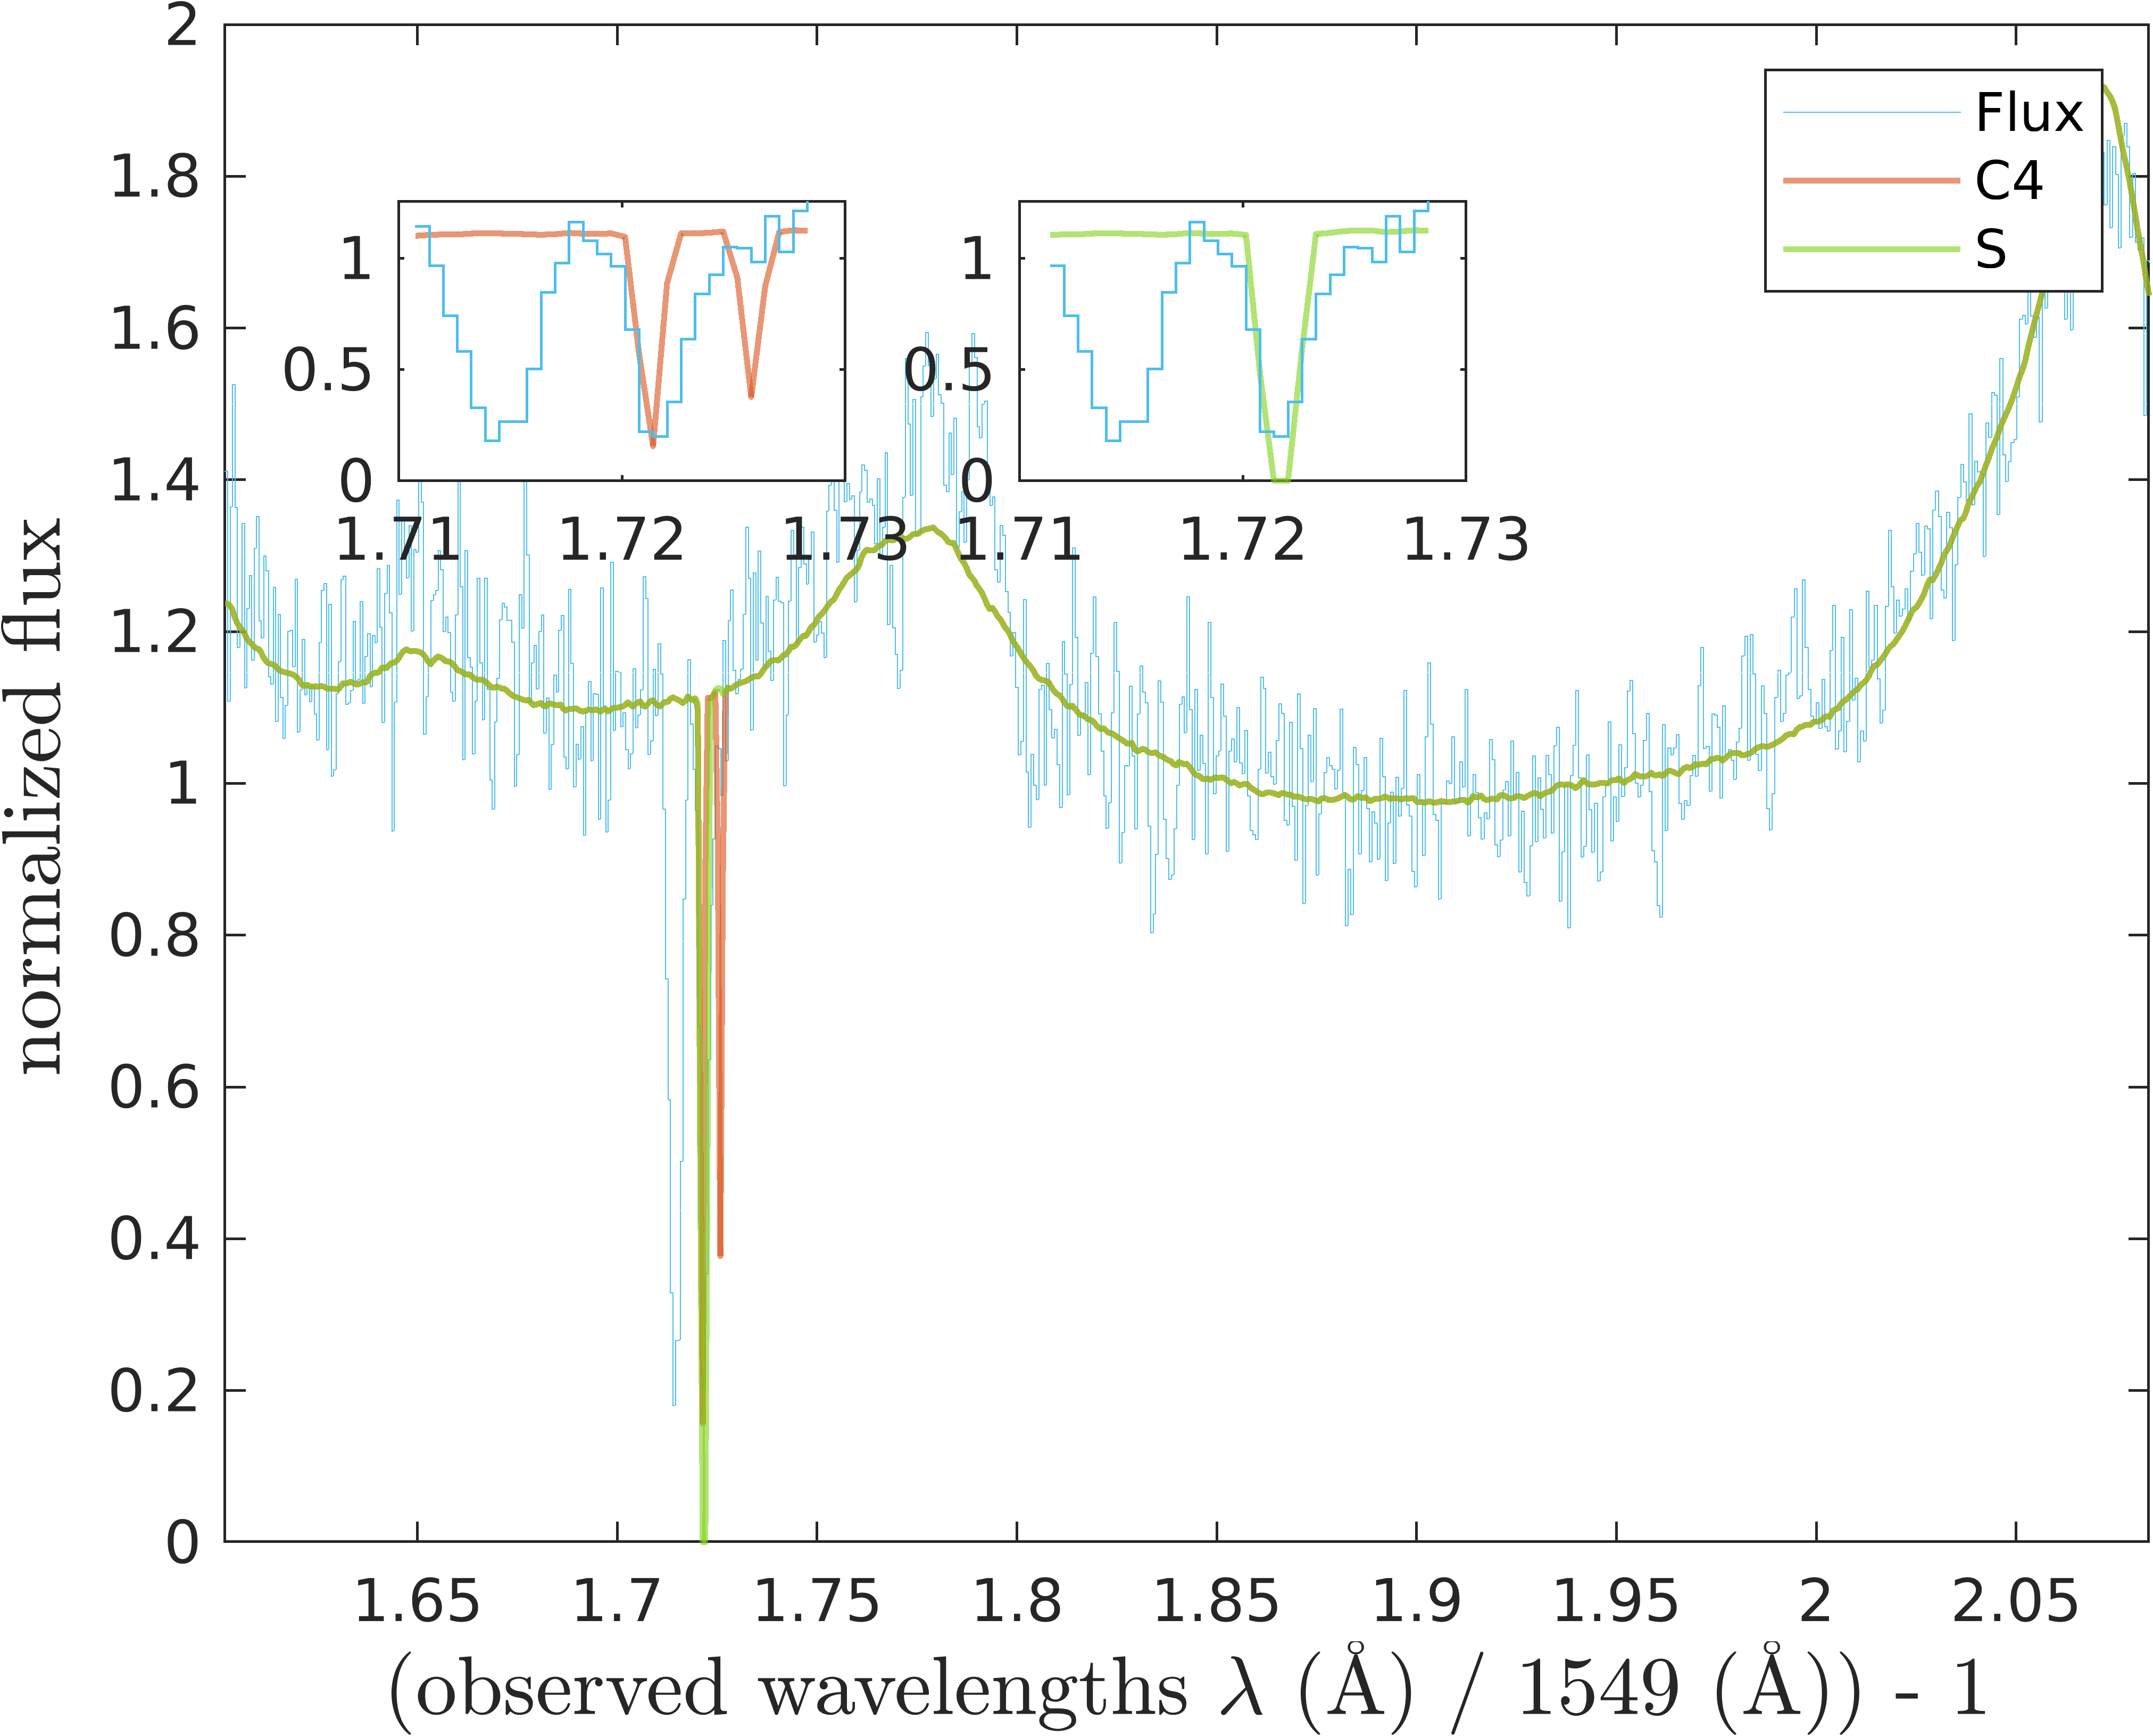 2
1.8
1.6
1.4
1.2
1
0.8
0.6
0.4
0.2
0
normalized flux
Flux
C4
S
1
0.5
0
1.71 1.72 1.73
1
0.5
0
1.71 1.72 1.73
1.65 1.7 1.75 1.8 1.85 1.9 1.95 2 2.05
(observed wavelengths λ (Å) / 1549 (Å)) - 1